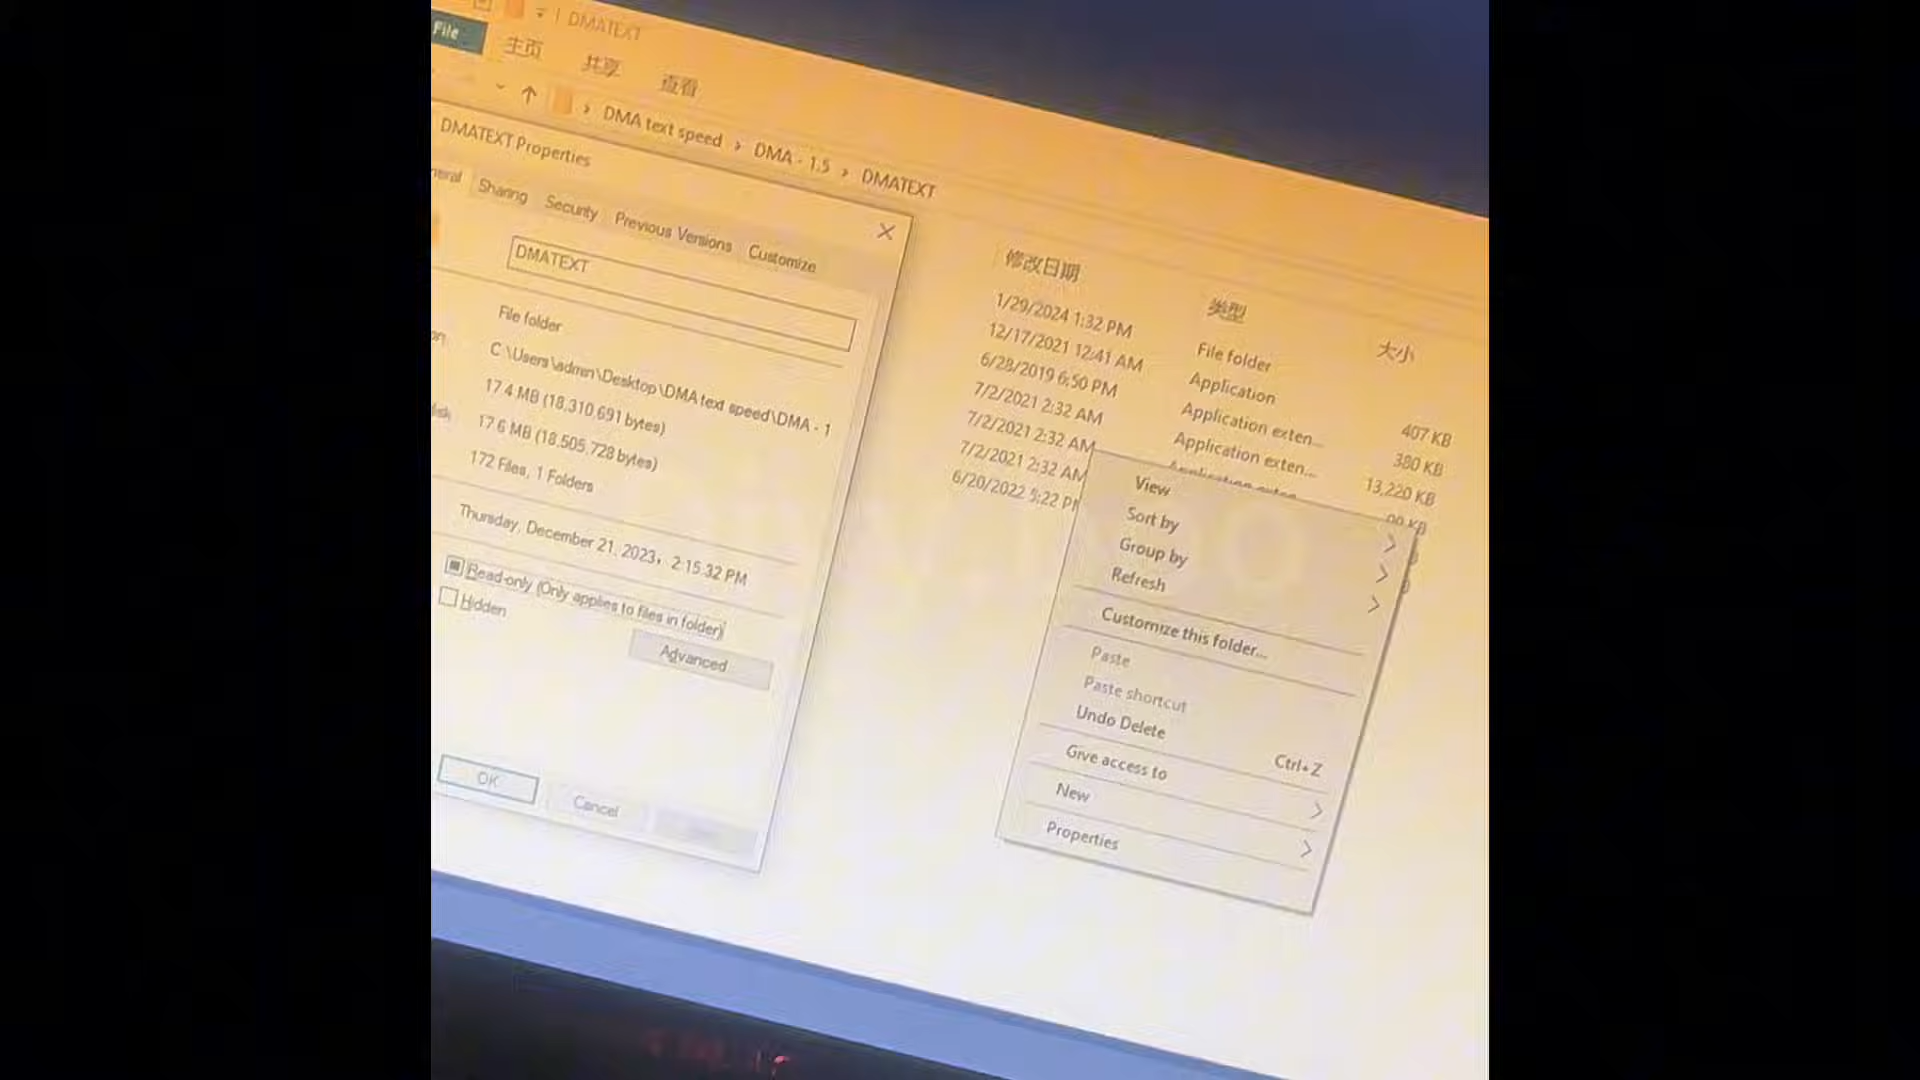 DMATEXT
File
主页
共享
查看
DMA text speed › DMA - 1.5 › DMATEXT
DMATEXT Properties
Sharing Security Previous Versions Customize
DMATEXT
File folder
C:\Users\admin\Desktop\DMA text speed\DMA - 1
17.4 MB (18,310,691 bytes)
17.6 MB (18,505,728 bytes)
172 Files, 1 Folders
Thursday, December 21, 2023, 2:15:32 PM
Read-only (Only applies to files in folder)
Hidden
Advanced
OK
Cancel
修改日期
类型
大小
1/29/2024 1:32 PM
File folder
12/17/2021 12:41 AM
Application
407 KB
6/28/2019 6:50 PM
Application exten...
380 KB
7/2/2021 2:32 AM
Application exten...
13,220 KB
7/2/2021 2:32 AM
7/2/2021 2:32 AM
6/20/2022 5:22 PM
View
Sort by
Group by
Refresh
Customize this folder...
Paste
Paste shortcut
Undo Delete
Ctrl+Z
Give access to
New
Properties